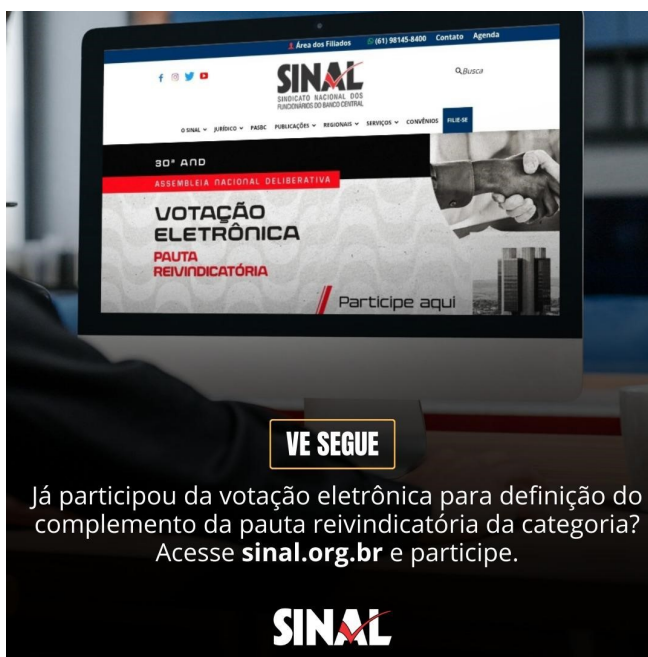 Área dos Filiados (61) 98145-8400 Contato Agenda
SINAL
SINDICATO NACIONAL DOS
FUNCIONÁRIOS DO BANCO CENTRAL
Busca
O SINAL JURÍDICO PASBC PUBLICAÇÕES REGIONAIS SERVIÇOS CONVÊNIOS FILIE-SE
30ª AND
ASSEMBLEIA NACIONAL DELIBERATIVA
VOTAÇÃO
ELETRÔNICA
PAUTA
REIVINDICATÓRIA
Participe aqui
VE SEGUE
Já participou da votação eletrônica para definição do
complemento da pauta reivindicatória da categoria?
Acesse sinal.org.br e participe.
SINAL